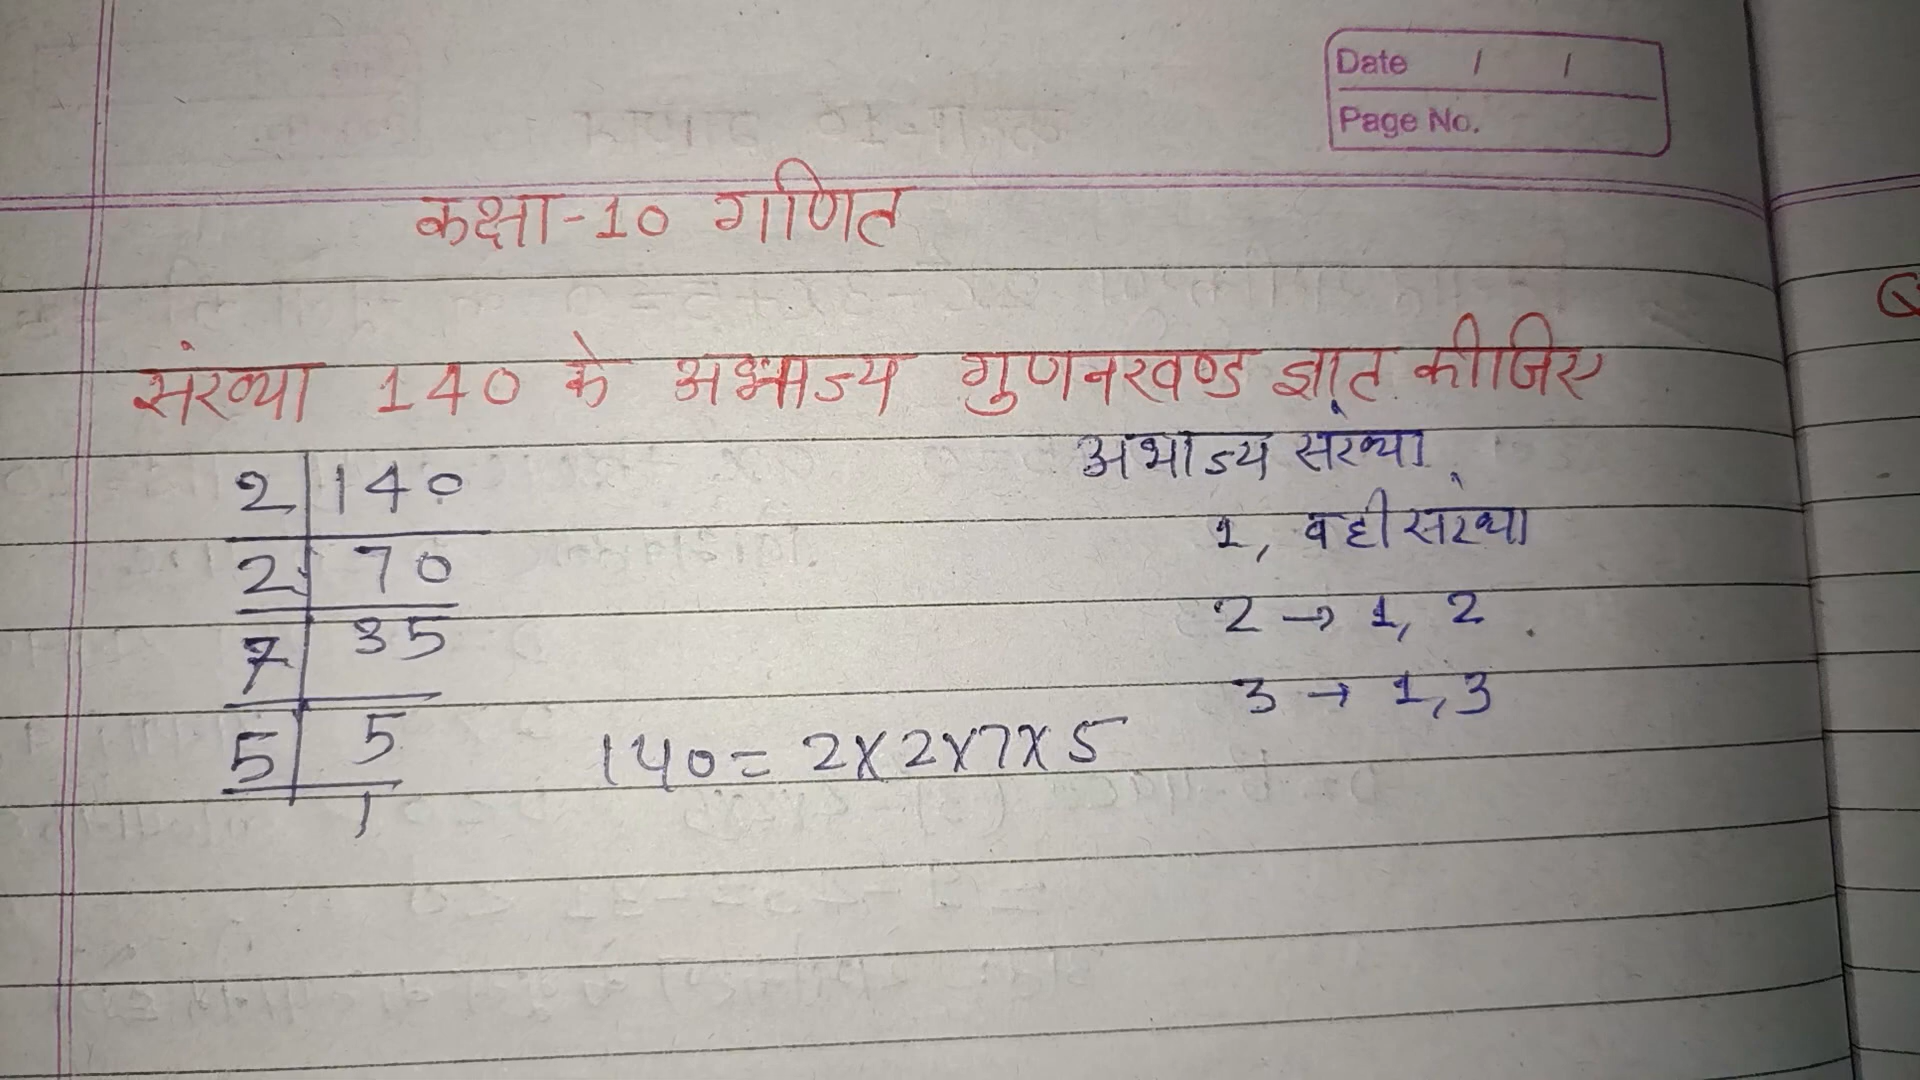 Date / /
Page No.
कक्षा-10 गणित
संख्या 140 के अभाज्य गुणनखण्ड ज्ञात कीजिए
2 | 140
2 | 70
7 | 35
5 | 5
1
140 = 2×2×7×5
अभाज्य संख्या
1, वही संख्या
2 → 1, 2
3 → 1, 3